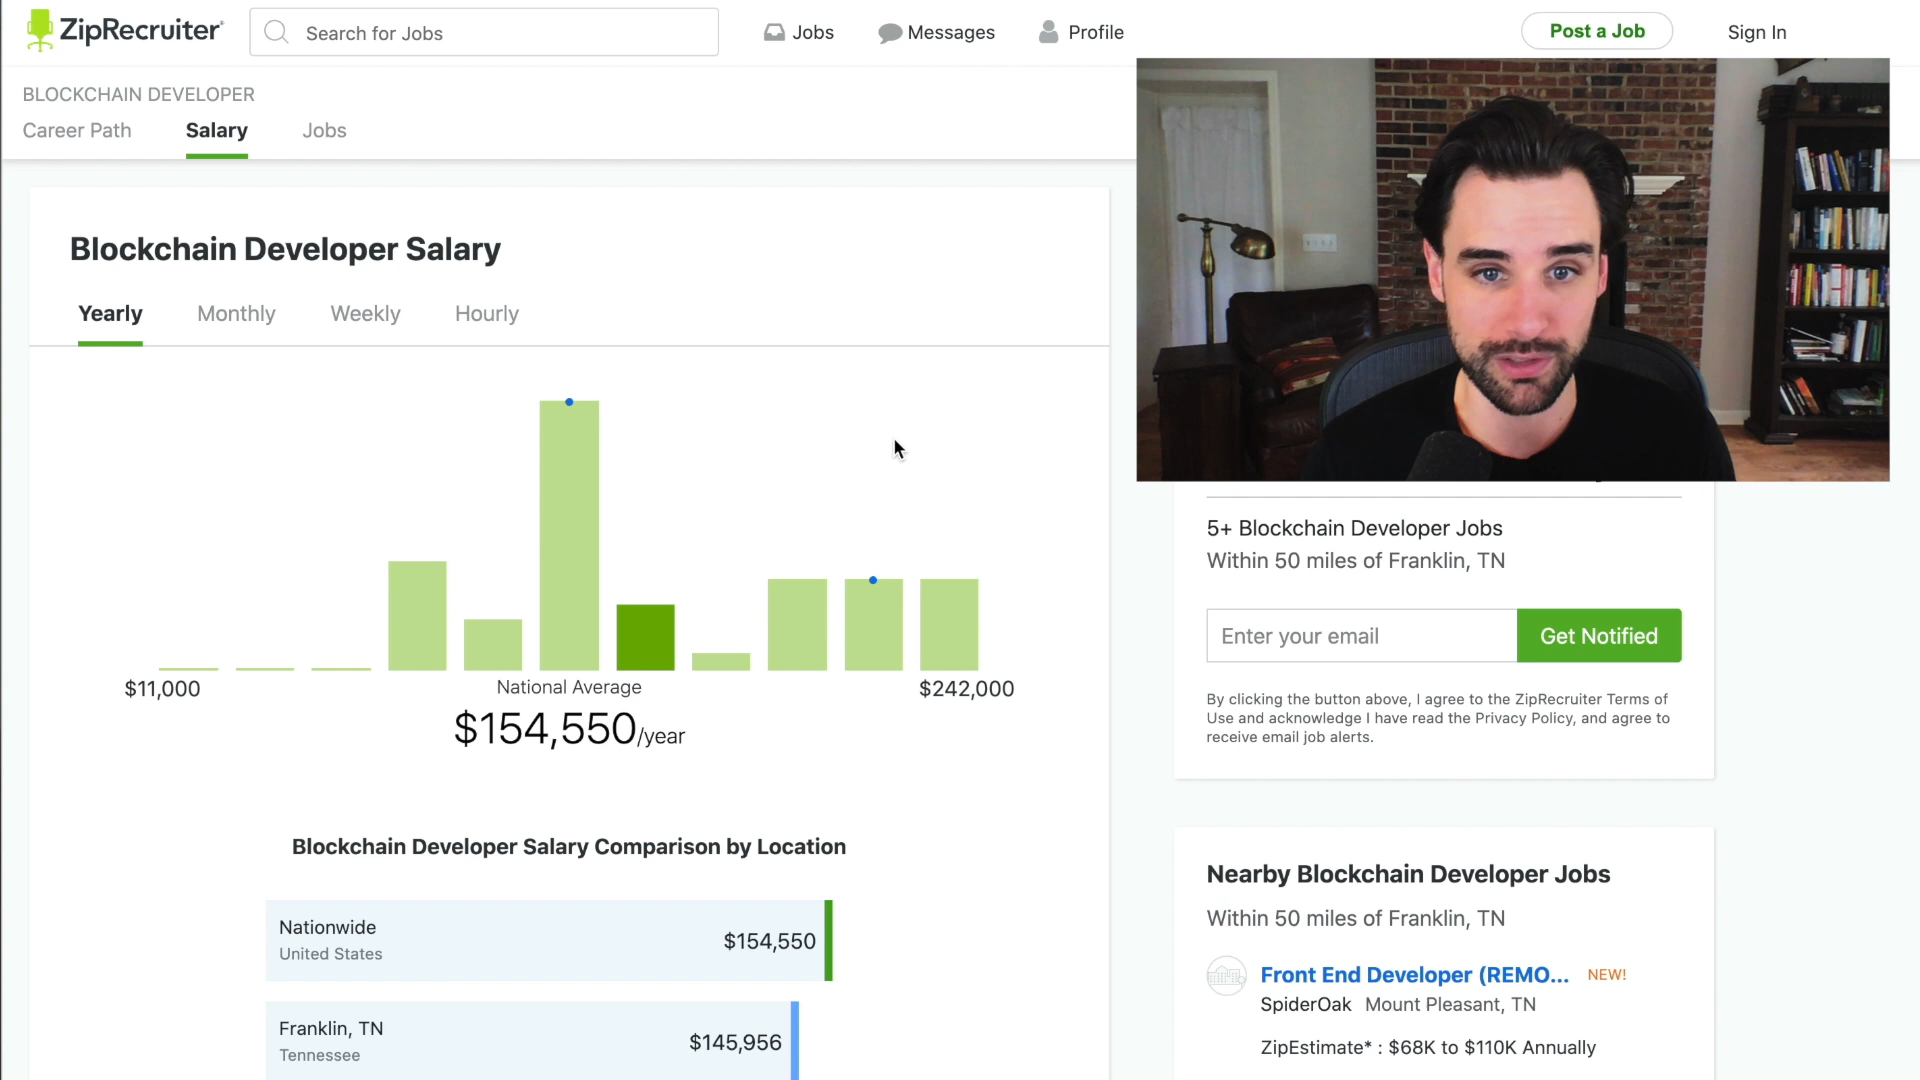 ZipRecruiter
Search for Jobs
Jobs
Messages
Profile
Post a Job
Sign In
BLOCKCHAIN DEVELOPER
Career Path
Salary
Jobs
Blockchain Developer Salary
Yearly
Monthly
Weekly
Hourly
$11,000
National Average
$242,000
$154,550/year
Blockchain Developer Salary Comparison by Location
Nationwide
United States
$154,550
Franklin, TN
Tennessee
$145,956
5+ Blockchain Developer Jobs
Within 50 miles of Franklin, TN
Enter your email
Get Notified
By clicking the button above, I agree to the ZipRecruiter Terms of
Use and acknowledge I have read the Privacy Policy, and agree to
receive email job alerts.
Nearby Blockchain Developer Jobs
Within 50 miles of Franklin, TN
Front End Developer (REMO... NEW!
SpiderOak Mount Pleasant, TN
ZipEstimate* : $68K to $110K Annually